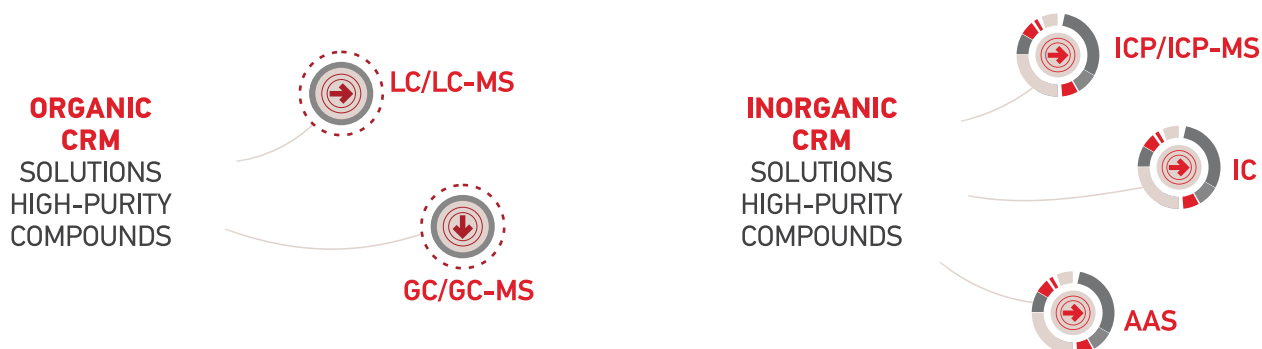 ORGANIC
CRM
SOLUTIONS
HIGH-PURITY
COMPOUNDS
LC/LC-MS
GC/GC-MS
INORGANIC
CRM
SOLUTIONS
HIGH-PURITY
COMPOUNDS
ICP/ICP-MS
IC
AAS